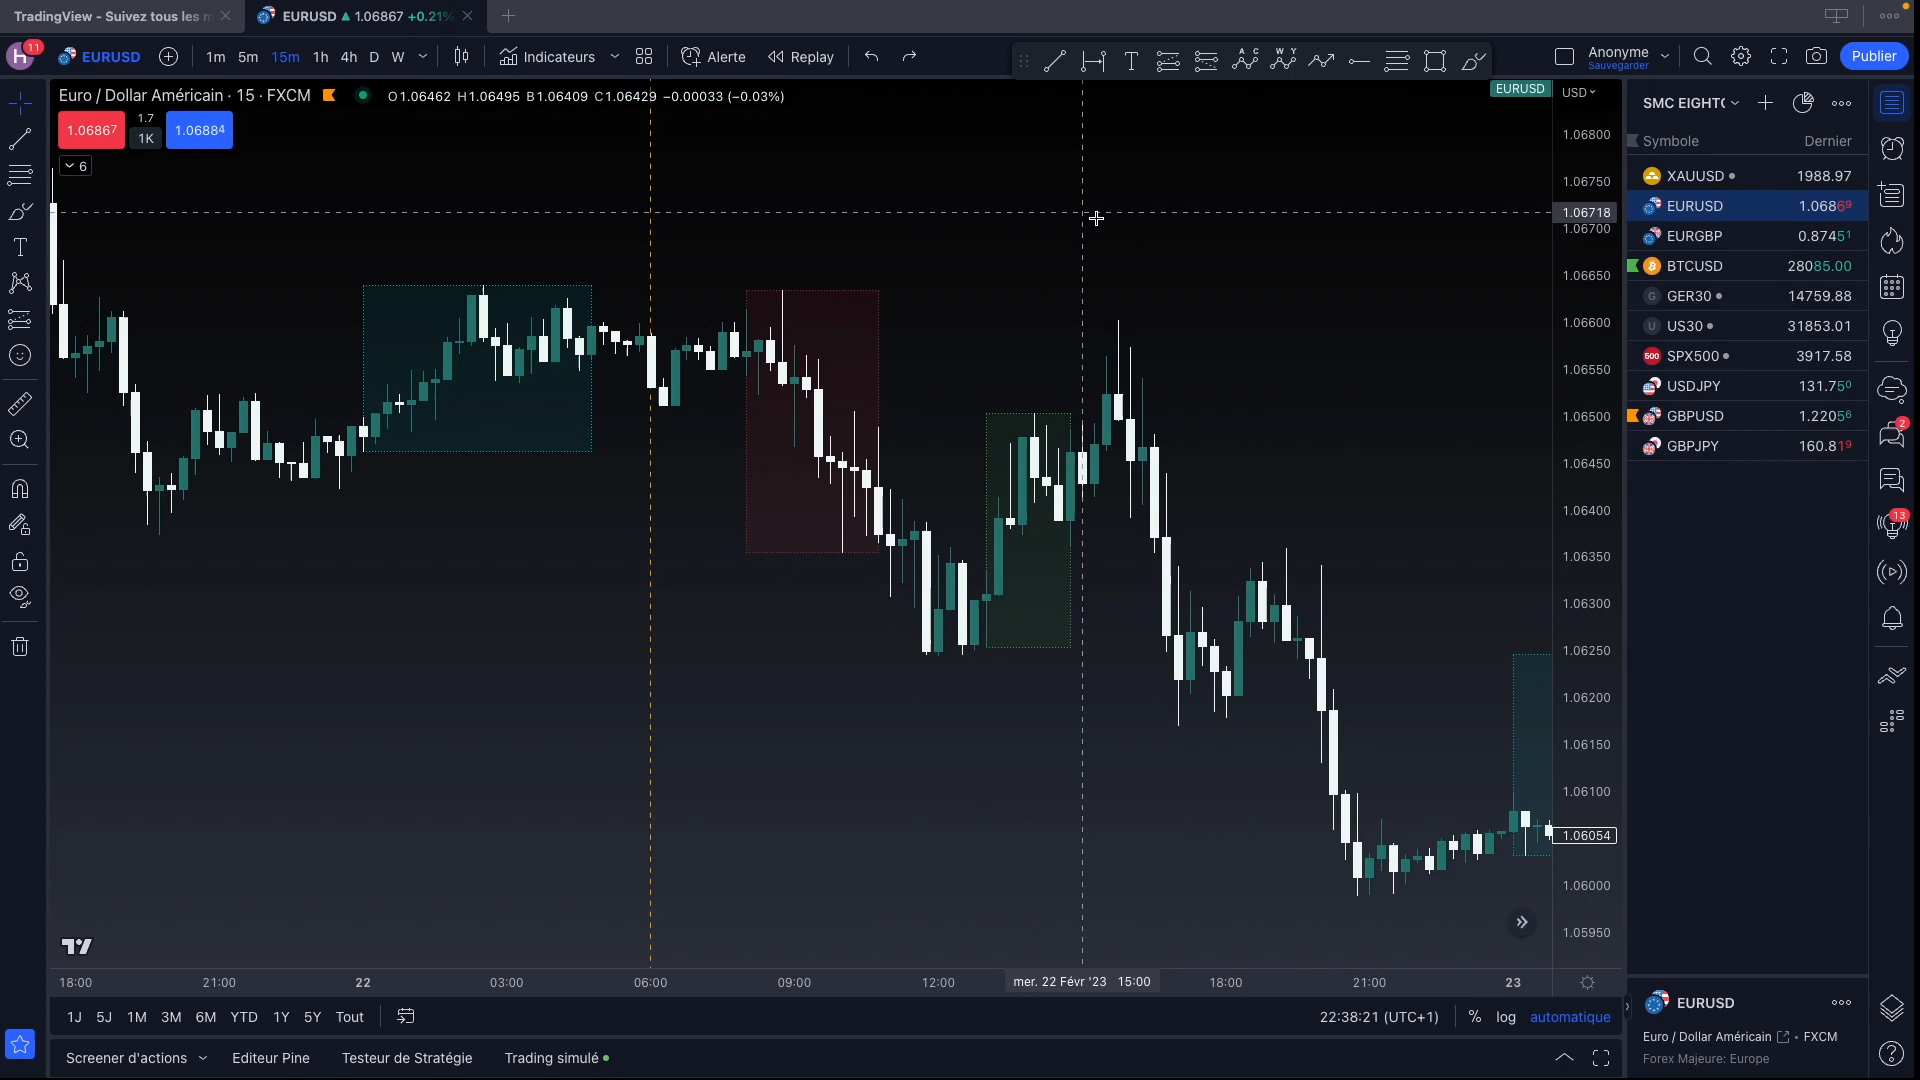 TradingView - Suivez tous les m
EURUSD ▲ 1.06867 +0.21%
11
EURUSD
1m 5m 15m 1h 4h D W
Indicateurs
Alerte
Replay
T
A C
W Y
Anonyme
Sauvegarder
Publier
Euro / Dollar Américain · 15 · FXCM
O1.06462 H1.06495 B1.06409 C1.06429 −0.00033 (−0.03%)
1.06867
1.7
1K
1.06884
6
EURUSD
USD
1.06800
1.06750
1.06718
1.06700
1.06650
1.06600
1.06550
1.06500
1.06450
1.06400
1.06350
1.06300
1.06250
1.06200
1.06150
1.06100
1.06054
1.06000
1.05950
18:00 21:00 22 03:00 06:00 09:00 12:00 mer. 22 Févr '23 15:00 18:00 21:00 23
1J 5J 1M 3M 6M YTD 1Y 5Y Tout
22:38:21 (UTC+1) % log automatique
Screener d'actions Editeur Pine Testeur de Stratégie Trading simulé
SMC EIGHT
Symbole Dernier
XAUUSD 1988.97
EURUSD 1.06869
EURGBP 0.87451
BTCUSD 28085.00
G GER30 14759.88
U US30 31853.01
500 SPX500 3917.58
USDJPY 131.750
GBPUSD 1.22056
GBPJPY 160.819
2
13
EURUSD
Euro / Dollar Américain · FXCM
Forex Majeure: Europe